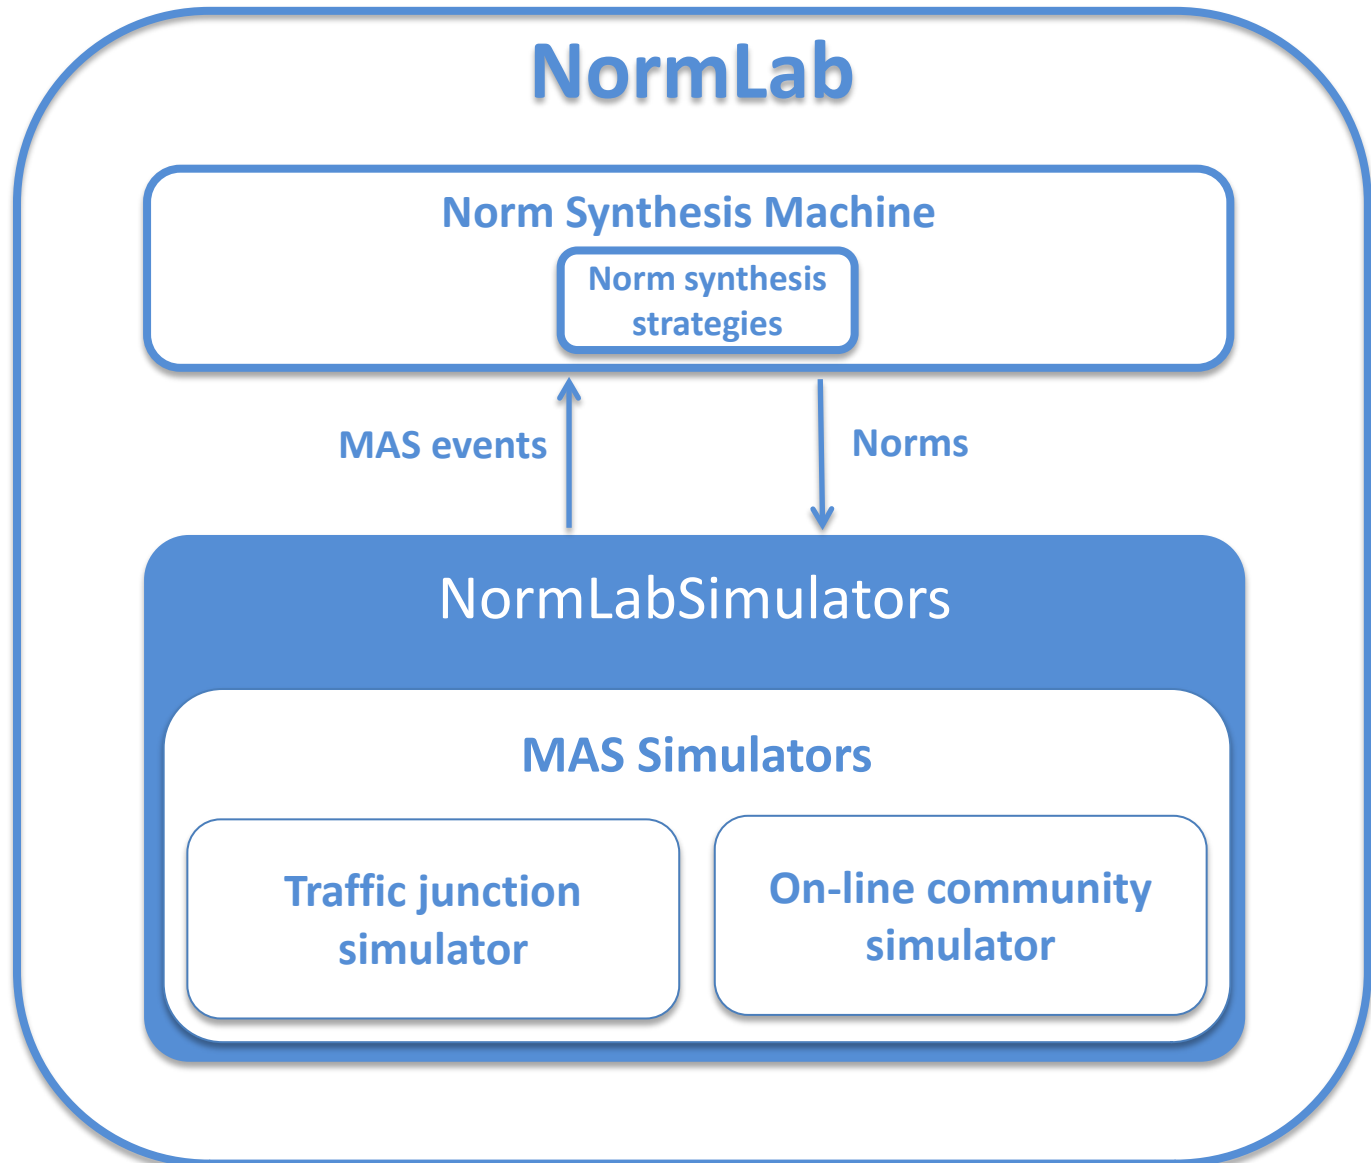 NormLab
Norm Synthesis Machine
Norm synthesis
strategies
MAS events
Norms
NormLabSimulators
MAS Simulators
Traffic junction
simulator
On-line community
simulator